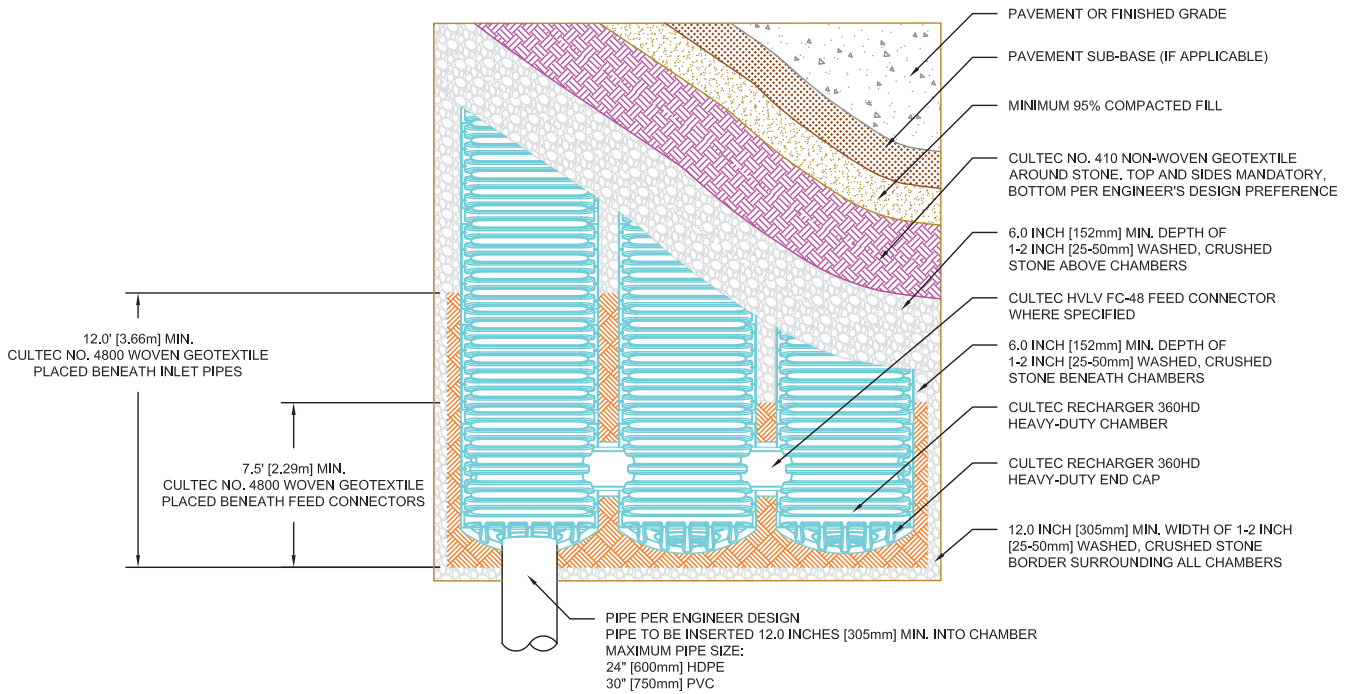 PAVEMENT OR FINISHED GRADE
PAVEMENT SUB-BASE (IF APPLICABLE)
MINIMUM 95% COMPACTED FILL
CULTEC NO. 410 NON-WOVEN GEOTEXTILE
AROUND STONE. TOP AND SIDES MANDATORY,
BOTTOM PER ENGINEER'S DESIGN PREFERENCE
6.0 INCH [152mm] MIN. DEPTH OF
1-2 INCH [25-50mm] WASHED, CRUSHED
STONE ABOVE CHAMBERS
CULTEC HVLV FC-48 FEED CONNECTOR
WHERE SPECIFIED
6.0 INCH [152mm] MIN. DEPTH OF
1-2 INCH [25-50mm] WASHED, CRUSHED
STONE BENEATH CHAMBERS
CULTEC RECHARGER 360HD
HEAVY-DUTY CHAMBER
CULTEC RECHARGER 360HD
HEAVY-DUTY END CAP
12.0 INCH [305mm] MIN. WIDTH OF 1-2 INCH
[25-50mm] WASHED, CRUSHED STONE
BORDER SURROUNDING ALL CHAMBERS
12.0' [3.66m] MIN.
CULTEC NO. 4800 WOVEN GEOTEXTILE
PLACED BENEATH INLET PIPES
7.5' [2.29m] MIN.
CULTEC NO. 4800 WOVEN GEOTEXTILE
PLACED BENEATH FEED CONNECTORS
PIPE PER ENGINEER DESIGN
PIPE TO BE INSERTED 12.0 INCHES [305mm] MIN. INTO CHAMBER
MAXIMUM PIPE SIZE:
24" [600mm] HDPE
30" [750mm] PVC